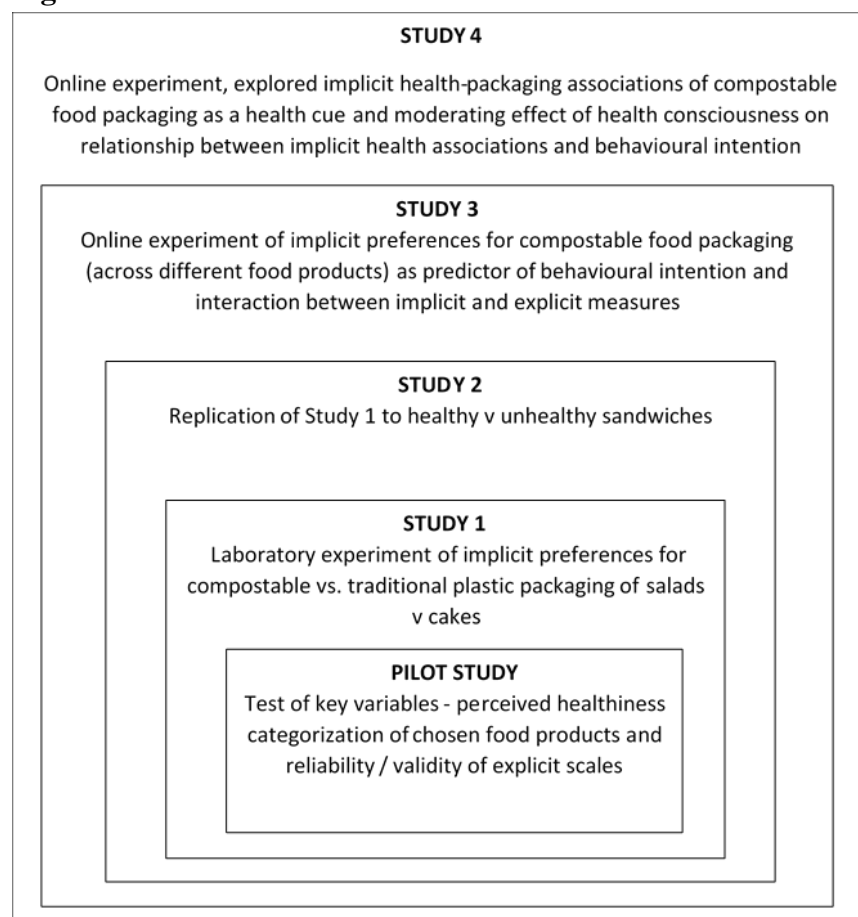 STUDY 4
Online experiment, explored implicit health-packaging associations of compostable
food packaging as a health cue and moderating effect of health consciousness on
relationship between implicit health associations and behavioural intention
STUDY 3
Online experiment of implicit preferences for compostable food packaging
(across different food products) as predictor of behavioural intention and
interaction between implicit and explicit measures
STUDY 2
Replication of Study 1 to healthy v unhealthy sandwiches
STUDY 1
Laboratory experiment of implicit preferences for
compostable vs. traditional plastic packaging of salads
v cakes
PILOT STUDY
Test of key variables - perceived healthiness
categorization of chosen food products and
reliability / validity of explicit scales